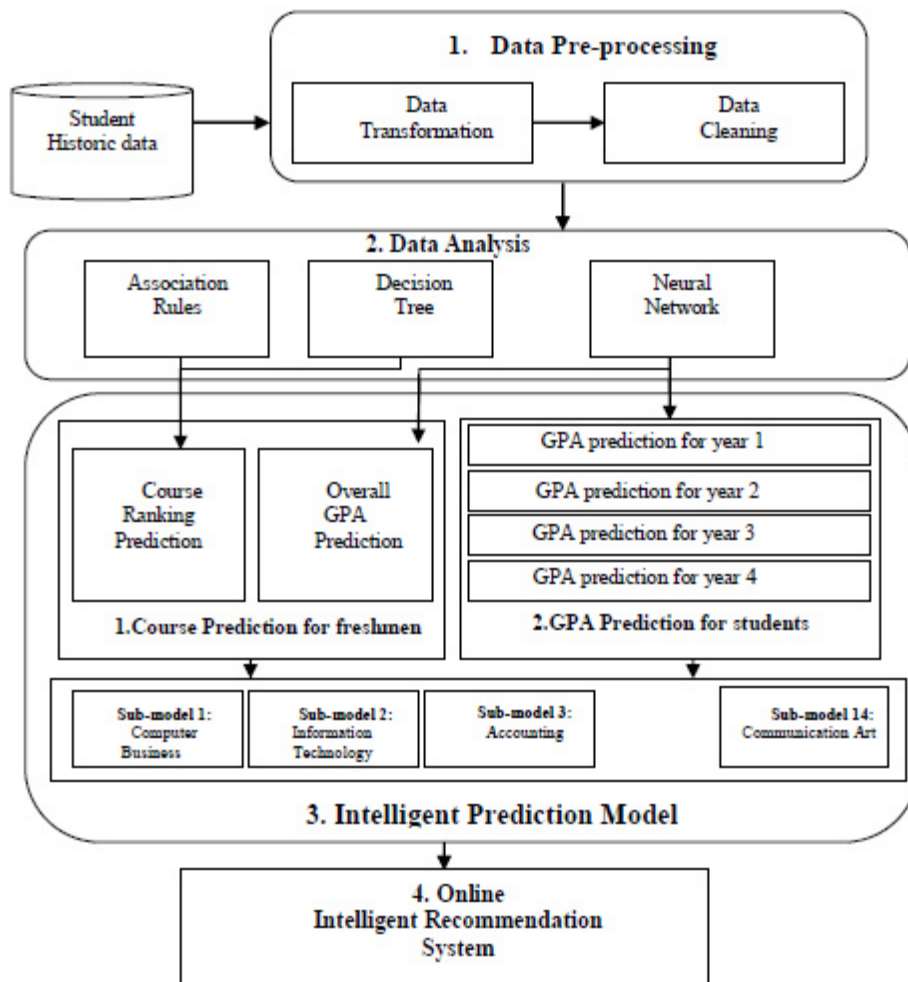 1. Data Pre-processing
Student
Historic data
Data
Transformation
Data
Cleaning
2. Data Analysis
Association
Rules
Decision
Tree
Neural
Network
Course
Ranking
Prediction
Overall
GPA
Prediction
1.Course Prediction for freshmen
GPA prediction for year 1
GPA prediction for year 2
GPA prediction for year 3
GPA prediction for year 4
2.GPA Prediction for students
Sub-model 1:
Computer
Business
Sub-model 2:
Information
Technology
Sub-model 3:
Accounting
Sub-model 14:
Communication Art
3. Intelligent Prediction Model
4. Online
Intelligent Recommendation
System